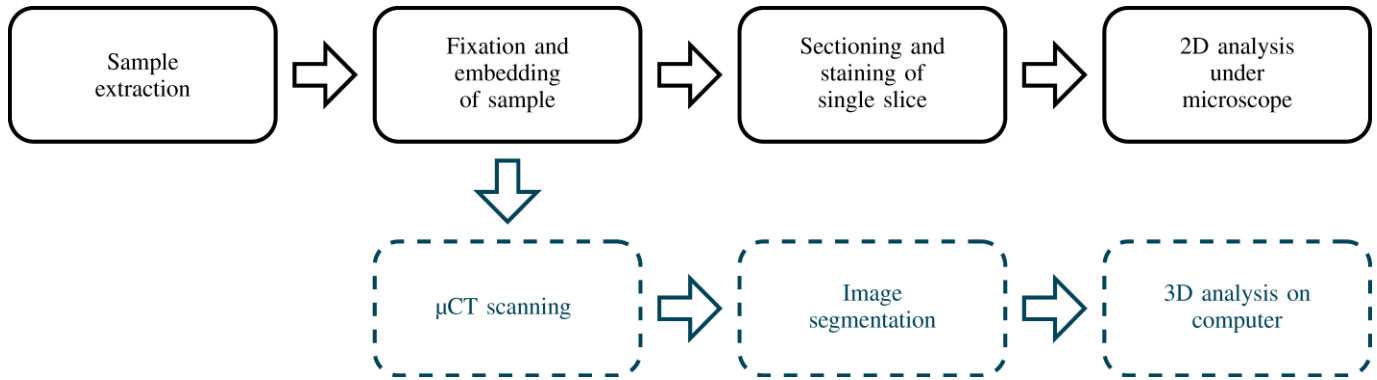 Sample
extraction
Fixation and
embedding
of sample
Sectioning and
staining of
single slice
2D analysis
under
microscope
µCT scanning
Image
segmentation
3D analysis on
computer